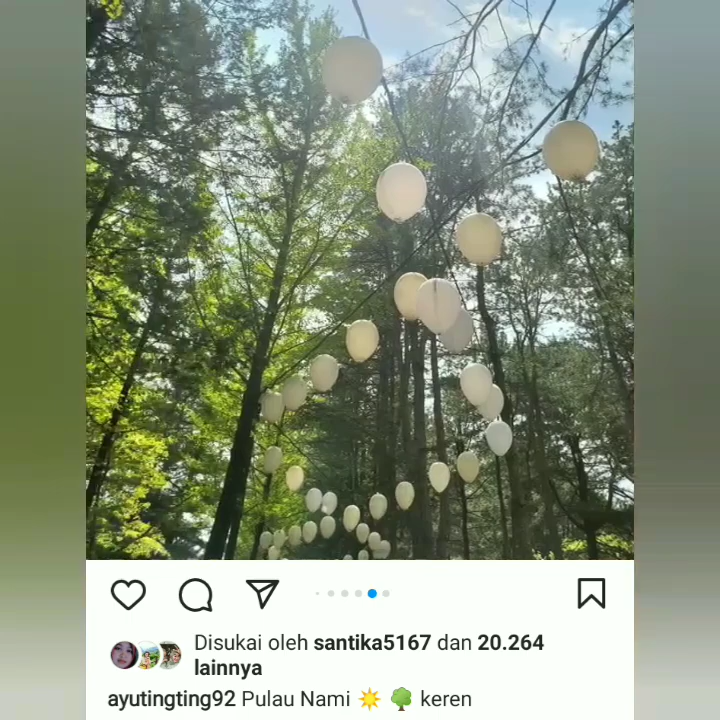 Disukai oleh santika5167 dan 20.264
lainnya
ayutingting92 Pulau Nami ☀️ 🌳 keren